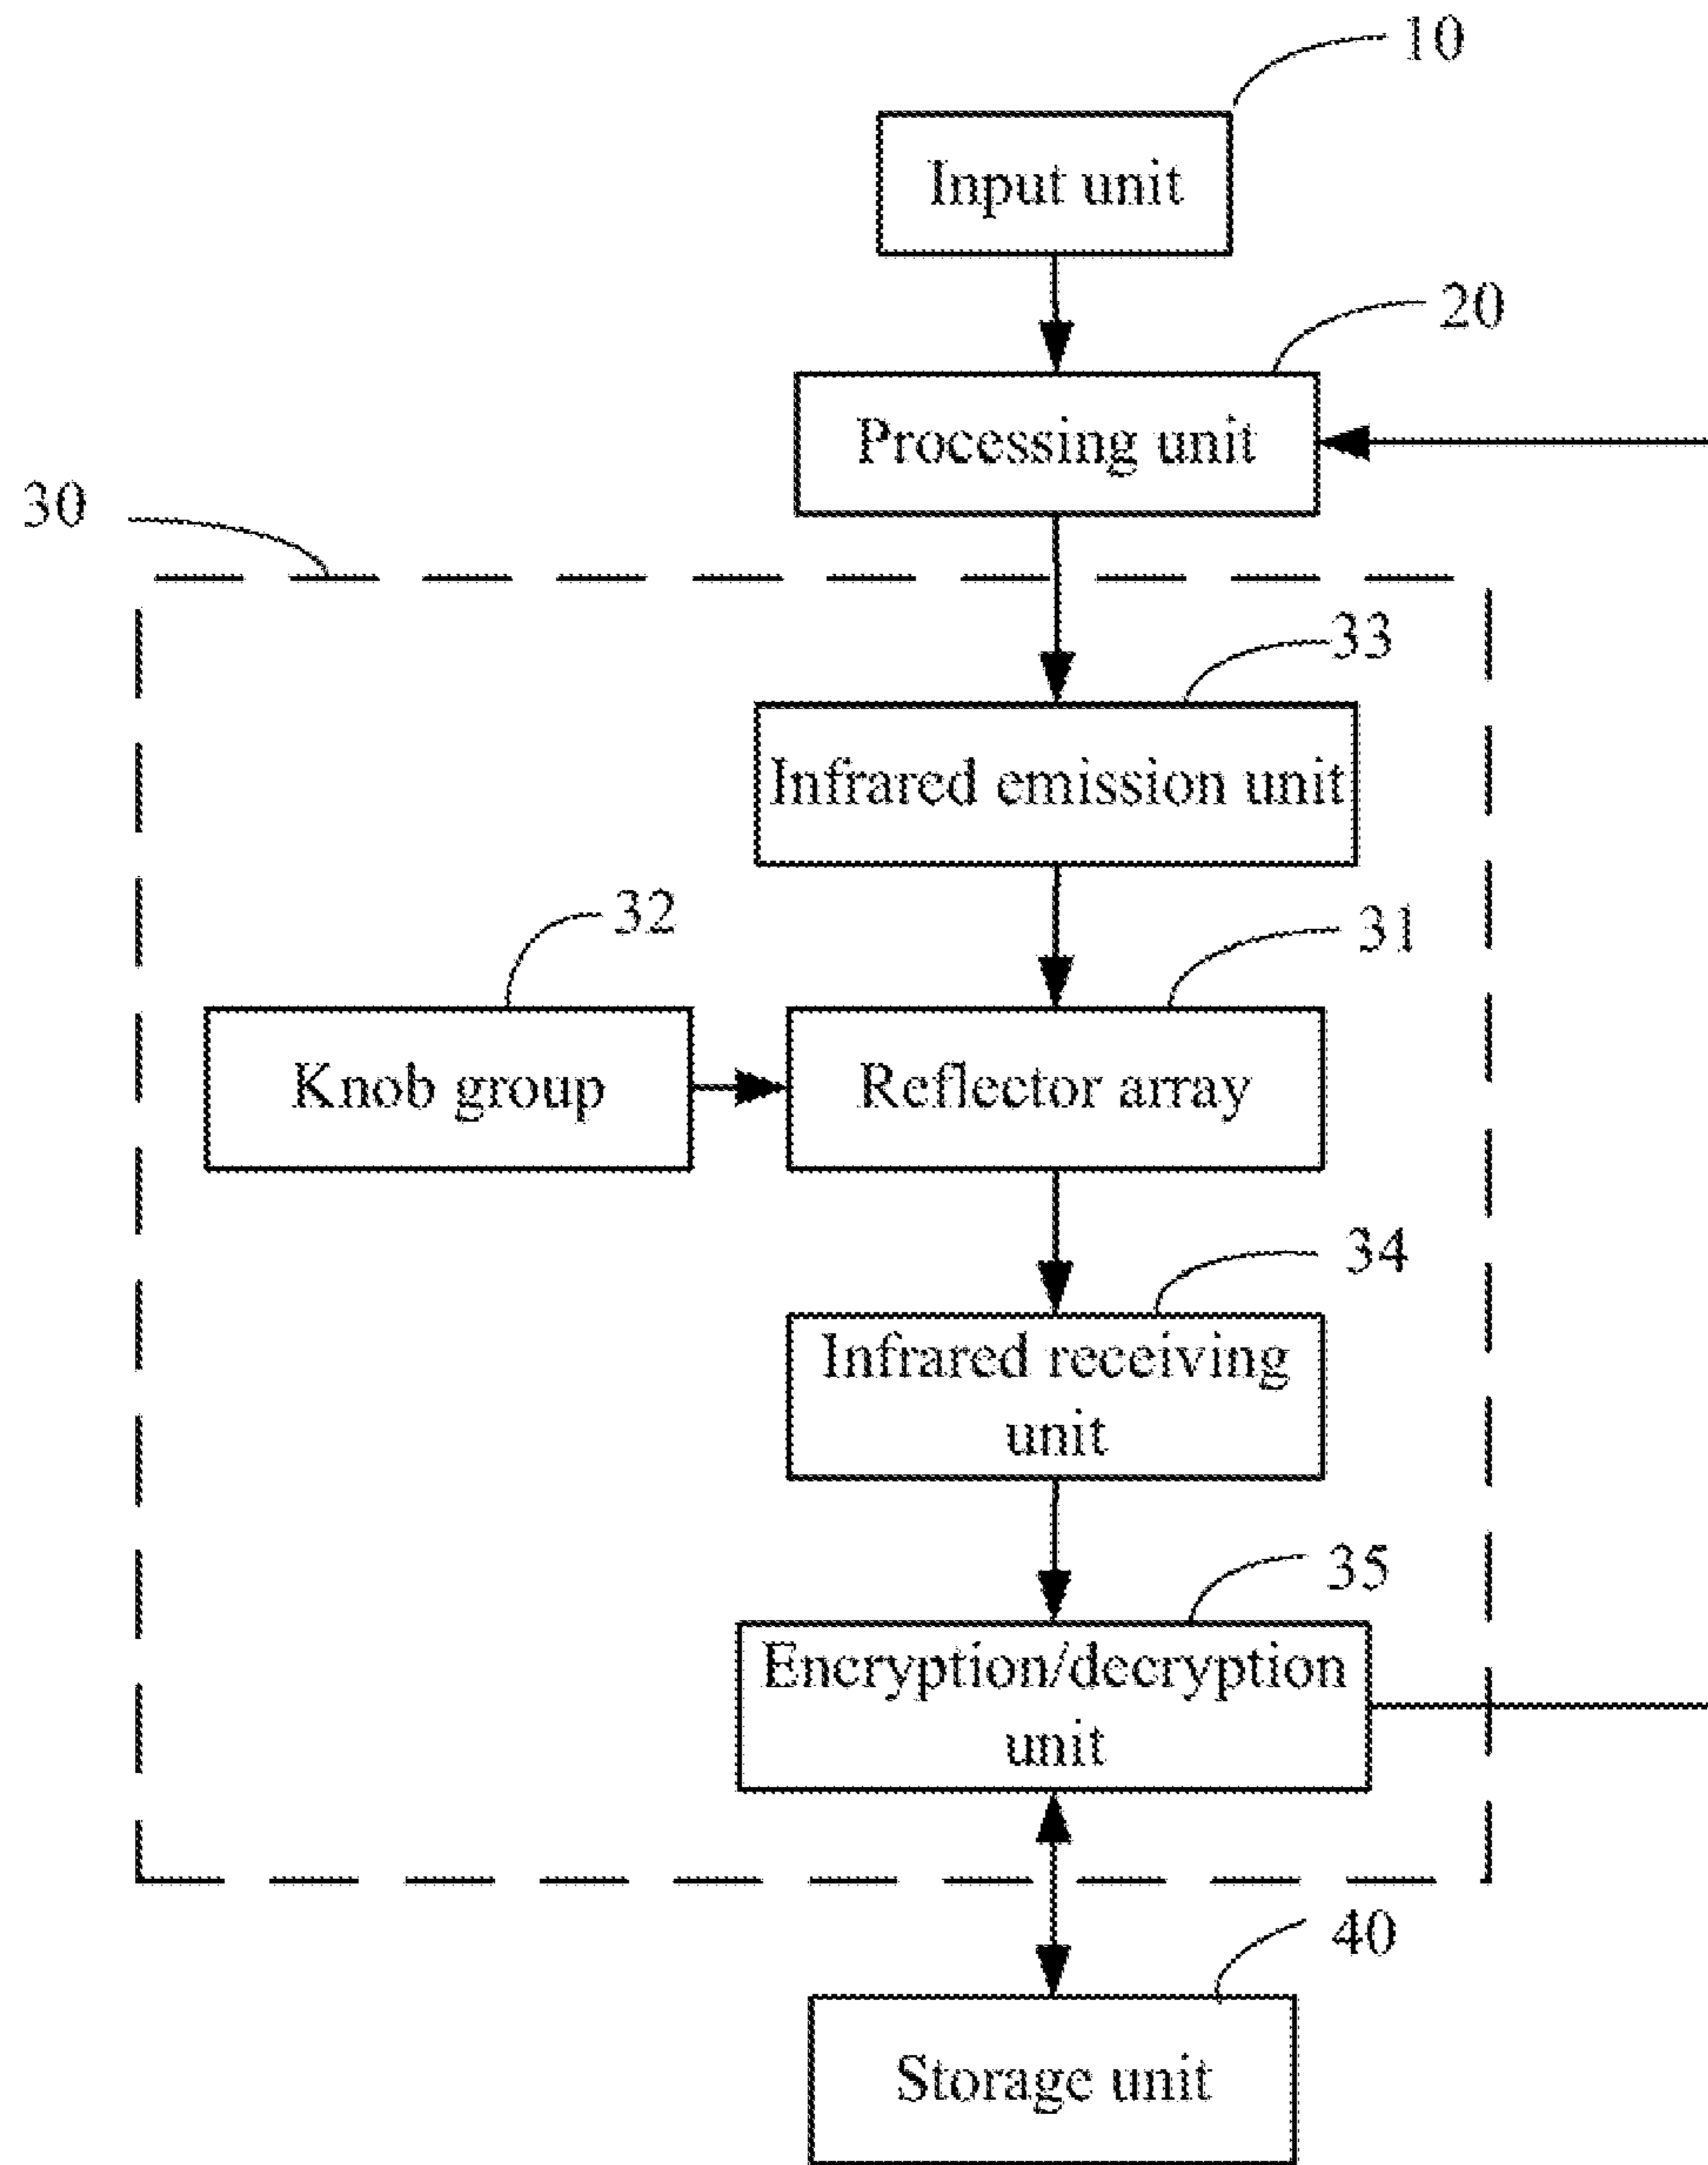 10
Input unit
20
Processing unit
30
33
Infrared emission unit
32
31
Knob group
Reflector array
34
Infrared receiving
unit
35
Encryption/decryption
unit
40
Storage unit